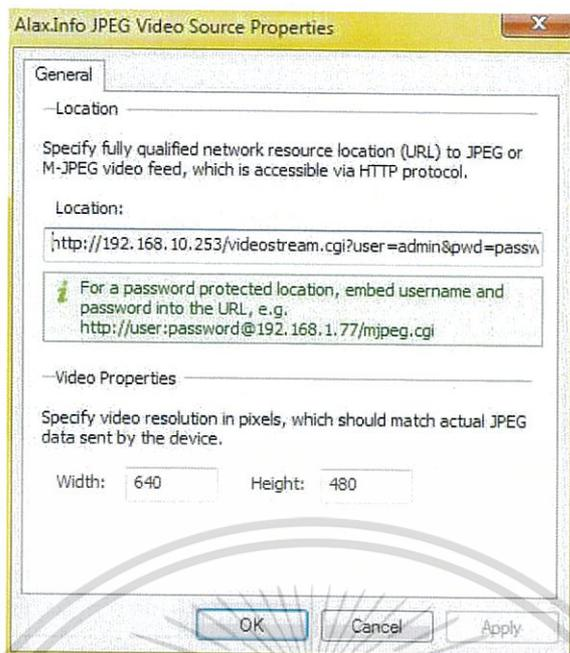 Alax.Info JPEG Video Source Properties
X
General
Location
Specify fully qualified network resource location (URL) to JPEG or
M-JPEG video feed, which is accessible via HTTP protocol.
Location:
http://192.168.10.253/videostream.cgi?user=admin&pwd=passw
i For a password protected location, embed username and
password into the URL, e.g.
http://user:password@192.168.1.77/mjpeg.cgi
Video Properties
Specify video resolution in pixels, which should match actual JPEG
data sent by the device.
Width: 640 Height: 480
OK Cancel Apply